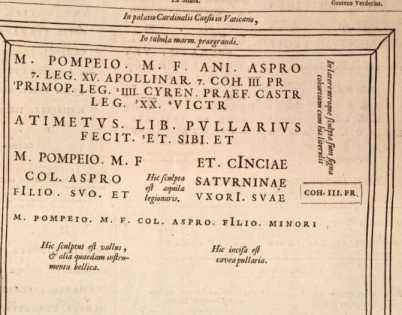 In palatio Cardinalis Caesii in Vaticano,
In tabula marm. praegrandi.
M. POMPEIO. M. F. ANI. ASPRO
7. LEG. XV. APOLLINAR. 7. COH. III. PR
'PRIMOP. LEG. 'IIII. CYREN. PRAEF. CASTR
LEG. 'XX. 'VICTR
ATIMETVS. LIB. PVLLARIVS
FECIT. 'ET. SIBI. ET
M. POMPEIO. M. F
COL. ASPRO
FILIO. SVO. ET
Hic sculpta
est aquila
legionaris.
ET. CINCIAE
SATVRNINAE
VXORI. SVAE
In latere utroque sculpta sunt signa
cohortium cum his literulis
COH. III. PR.
M. POMPEIO. M. F. COL. ASPRO. FILIO. MINORI
Hic sculptus est vallus,
& alia quaedam instru-
menta bellica.
Hic incisa est
cavea pullaria.